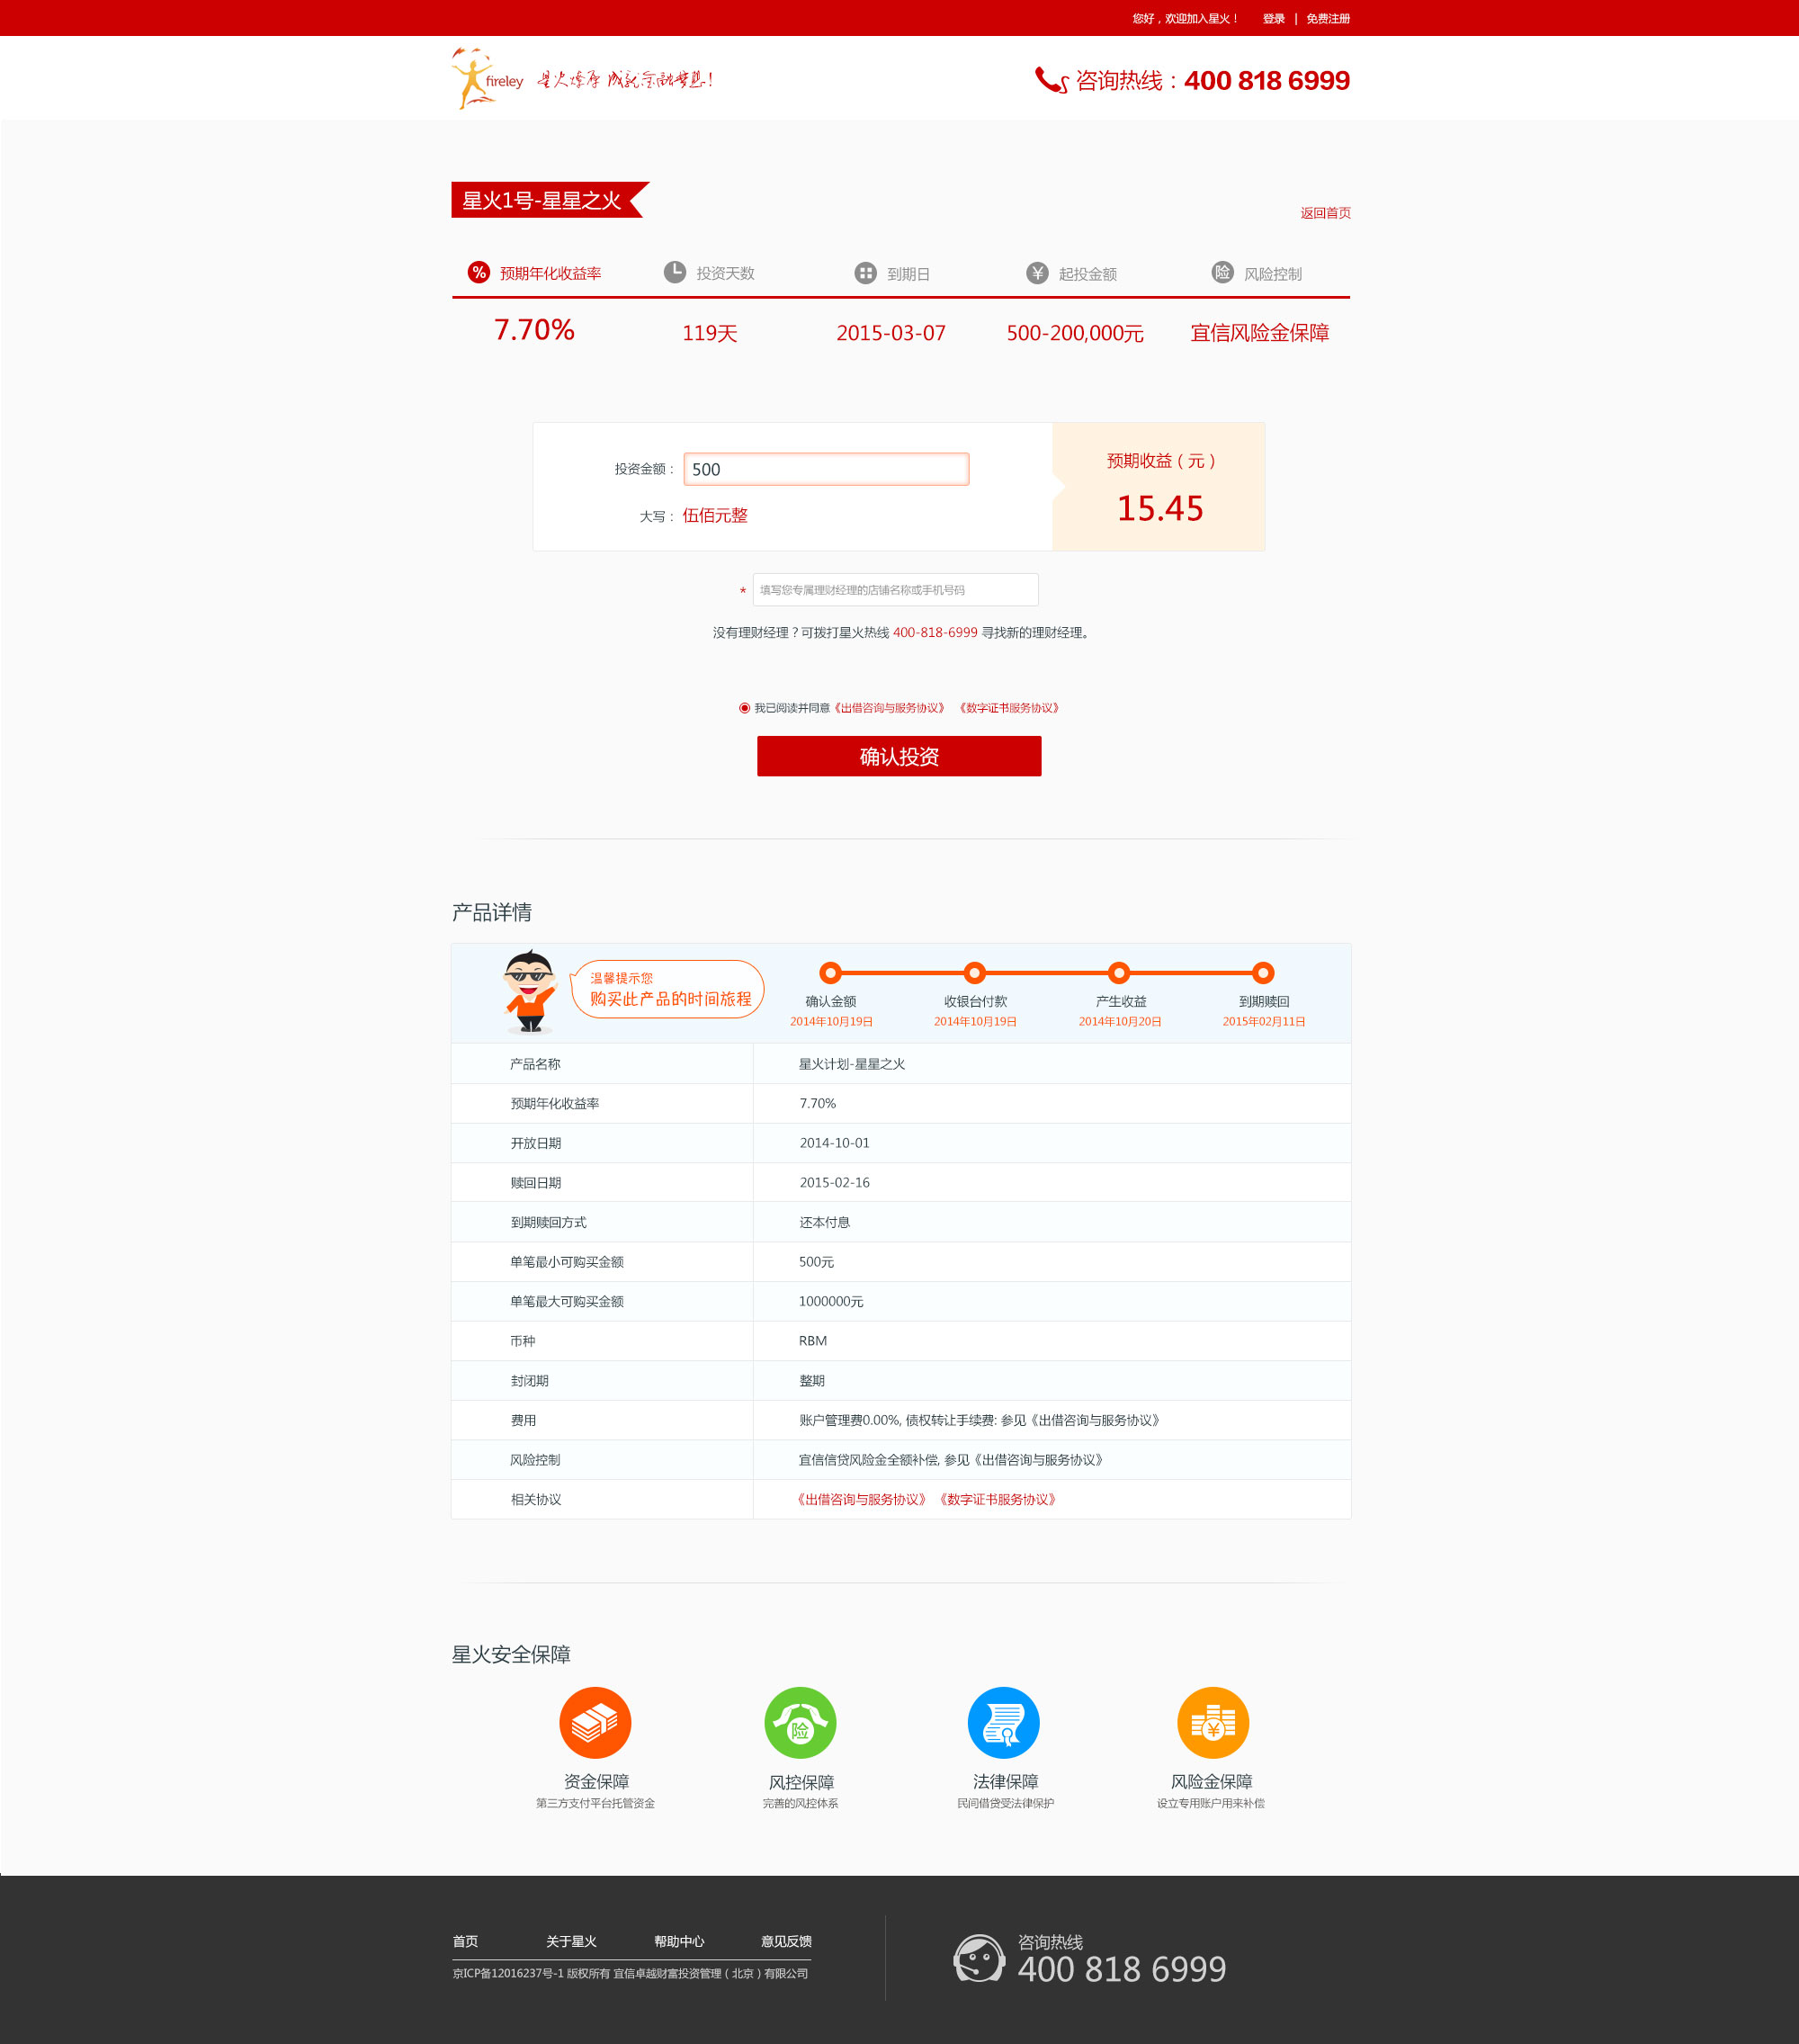 您好，欢迎加入星火！ 登录 | 免费注册
fireley 星火燎原 成就金融梦想！
咨询热线：400 818 6999
星火1号-星星之火
返回首页
% 预期年化收益率 投资天数 到期日 ¥ 起投金额 险 风险控制
7.70% 119天 2015-03-07 500-200,000元 宜信风险金保障
投资金额： 500
大写： 伍佰元整
预期收益（元）
15.45
* 填写您专属理财经理的店铺名称或手机号码
没有理财经理？可拨打星火热线 400-818-6999 寻找新的理财经理。
我已阅读并同意《出借咨询与服务协议》 《数字证书服务协议》
确认投资
产品详情
温馨提示您
购买此产品的时间旅程
确认金额 收银台付款 产生收益 到期赎回
2014年10月19日 2014年10月19日 2014年10月20日 2015年02月11日
产品名称 星火计划-星星之火
预期年化收益率 7.70%
开放日期 2014-10-01
赎回日期 2015-02-16
到期赎回方式 还本付息
单笔最小可购买金额 500元
单笔最大可购买金额 1000000元
币种 RBM
封闭期 整期
费用 账户管理费0.00%, 债权转让手续费: 参见《出借咨询与服务协议》
风险控制 宜信信贷风险金全额补偿, 参见《出借咨询与服务协议》
相关协议 《出借咨询与服务协议》 《数字证书服务协议》
星火安全保障
险 ¥
资金保障 风控保障 法律保障 风险金保障
第三方支付平台托管资金 完善的风控体系 民间借贷受法律保护 设立专用账户用来补偿
首页 关于星火 帮助中心 意见反馈
京ICP备12016237号-1 版权所有 宜信卓越财富投资管理（北京）有限公司
咨询热线
400 818 6999